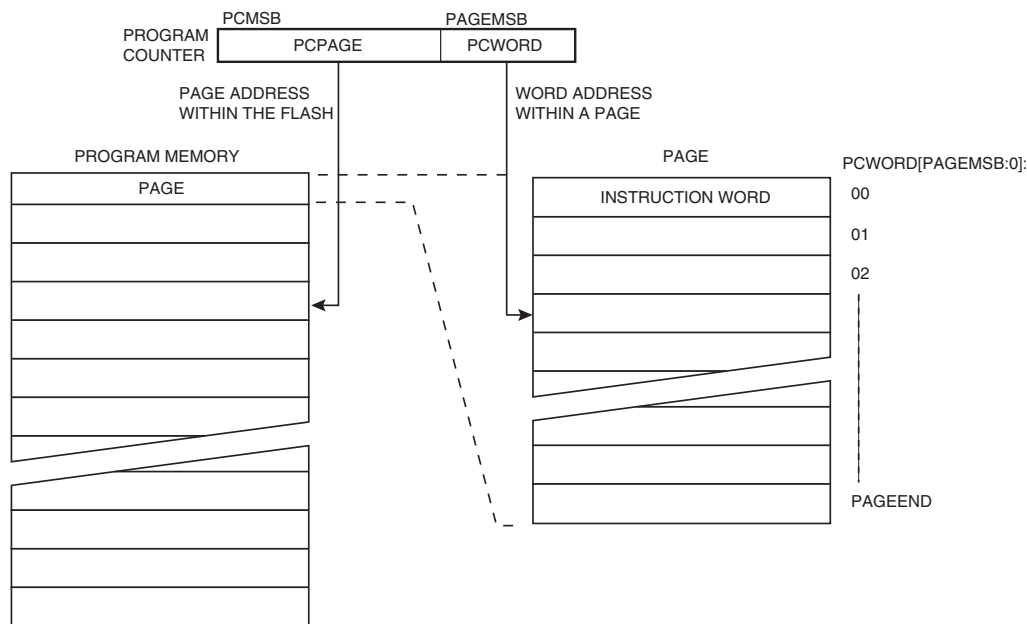 PCMSB
PAGEMSB
PROGRAM
COUNTER
PCPAGE
PCWORD
PAGE ADDRESS
WITHIN THE FLASH
WORD ADDRESS
WITHIN A PAGE
PROGRAM MEMORY
PAGE
PCWORD[PAGEMSB:0]:
PAGE
INSTRUCTION WORD
00
01
02
PAGEEND